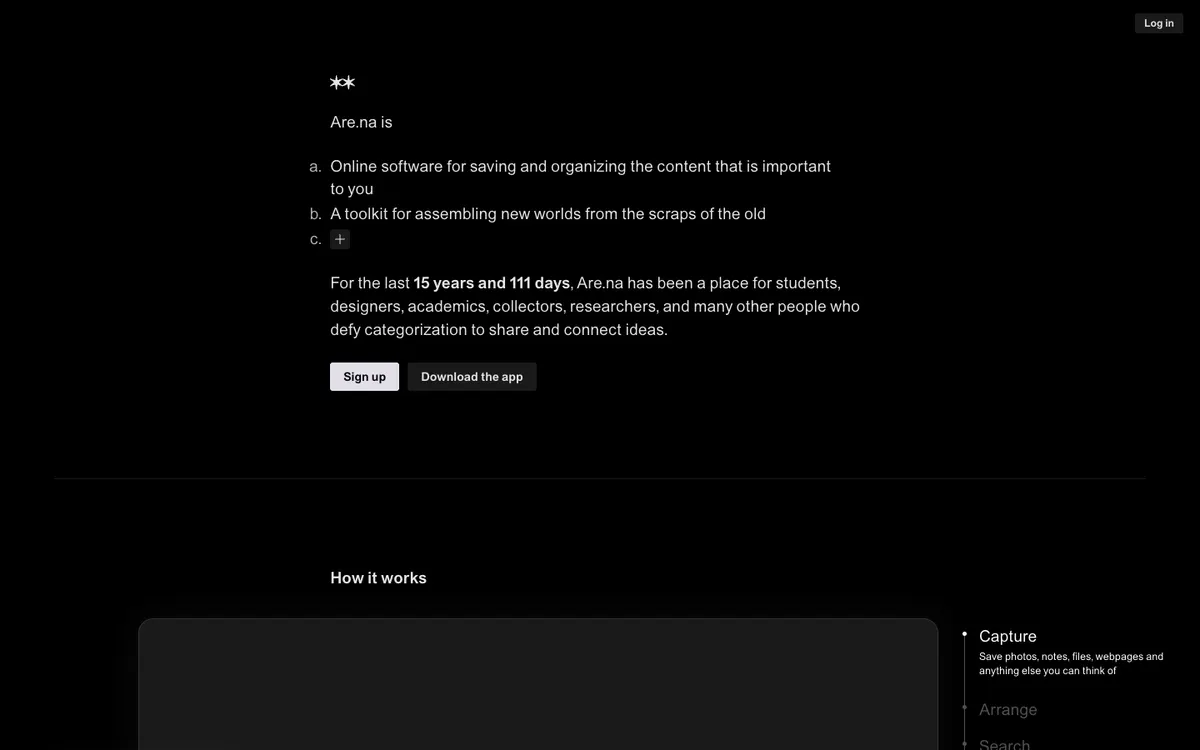 Log in
Are.na is
a. Online software for saving and organizing the content that is important
to you
b. A toolkit for assembling new worlds from the scraps of the old
c. +
For the last 15 years and 111 days, Are.na has been a place for students,
designers, academics, collectors, researchers, and many other people who
defy categorization to share and connect ideas.
Sign up
Download the app
How it works
Capture
Save photos, notes, files, webpages and
anything else you can think of
Arrange
Search